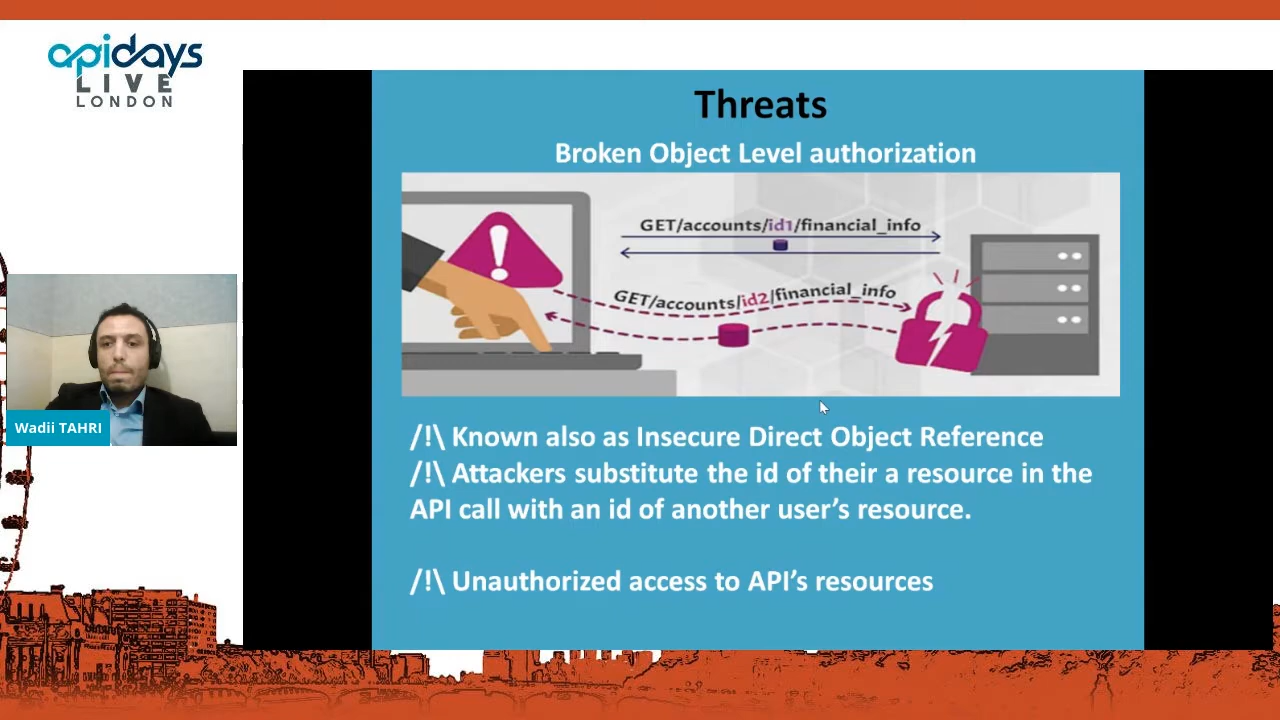 apidays
LIVE
LONDON
Threats
Broken Object Level authorization
GET/accounts/id1/financial_info
GET/accounts/id2/financial_info
Wadii TAHRI
/!\ Known also as Insecure Direct Object Reference
/!\ Attackers substitute the id of their a resource in the
API call with an id of another user’s resource.
/!\ Unauthorized access to API’s resources